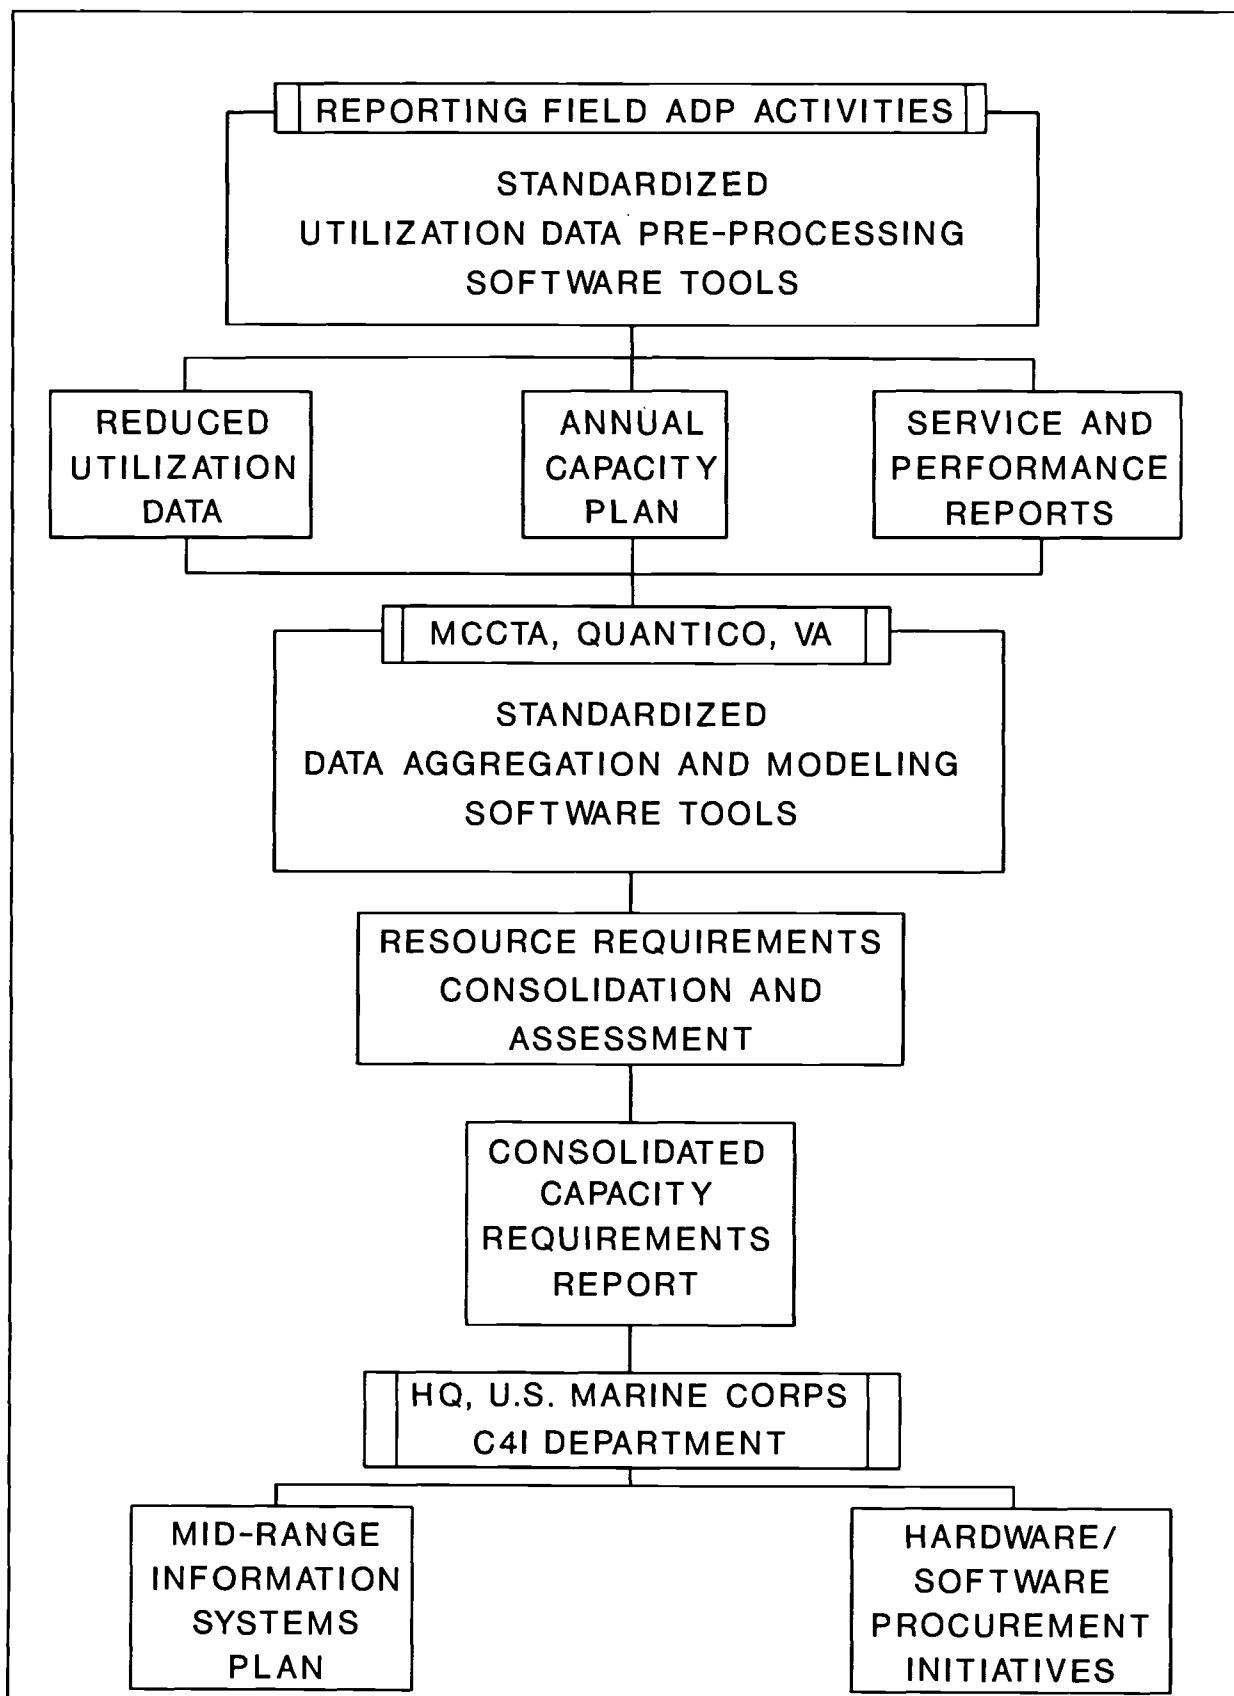 REPORTING FIELD ADP ACTIVITIES
STANDARDIZED
UTILIZATION DATA PRE-PROCESSING
SOFTWARE TOOLS
REDUCED
UTILIZATION
DATA
ANNUAL
CAPACITY
PLAN
SERVICE AND
PERFORMANCE
REPORTS
MCCTA, QUANTICO, VA
STANDARDIZED
DATA AGGREGATION AND MODELING
SOFTWARE TOOLS
RESOURCE REQUIREMENTS
CONSOLIDATION AND
ASSESSMENT
CONSOLIDATED
CAPACITY
REQUIREMENTS
REPORT
HQ, U.S. MARINE CORPS
C4I DEPARTMENT
MID-RANGE
INFORMATION
SYSTEMS
PLAN
HARDWARE/
SOFTWARE
PROCUREMENT
INITIATIVES